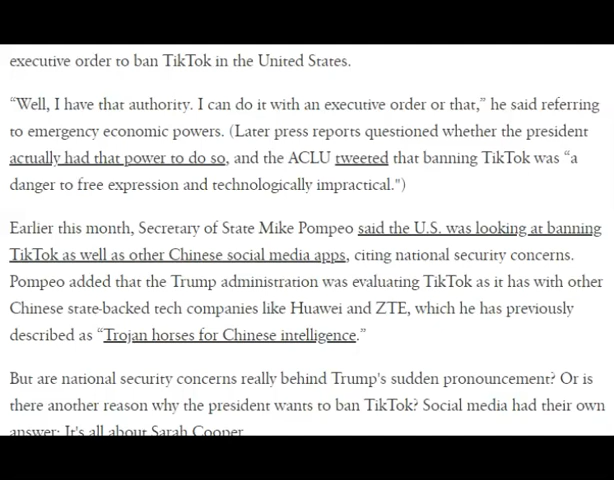 executive order to ban TikTok in the United States.
“Well, I have that authority. I can do it with an executive order or that,” he said referring
to emergency economic powers. (Later press reports questioned whether the president
actually had that power to do so, and the ACLU tweeted that banning TikTok was “a
danger to free expression and technologically impractical.")
Earlier this month, Secretary of State Mike Pompeo said the U.S. was looking at banning
TikTok as well as other Chinese social media apps, citing national security concerns.
Pompeo added that the Trump administration was evaluating TikTok as it has with other
Chinese state-backed tech companies like Huawei and ZTE, which he has previously
described as “Trojan horses for Chinese intelligence.”
But are national security concerns really behind Trump's sudden pronouncement? Or is
there another reason why the president wants to ban TikTok? Social media had their own
answer: It's all about Sarah Cooper